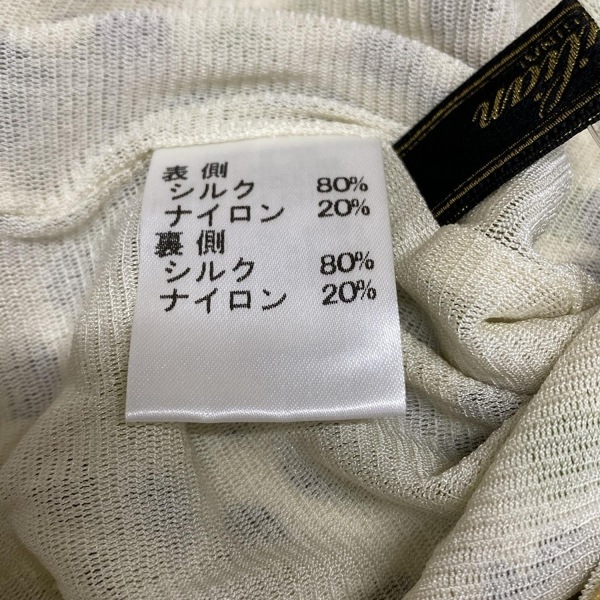 表側
シルク 80%
ナイロン 20%
裏側
シルク 80%
ナイロン 20%